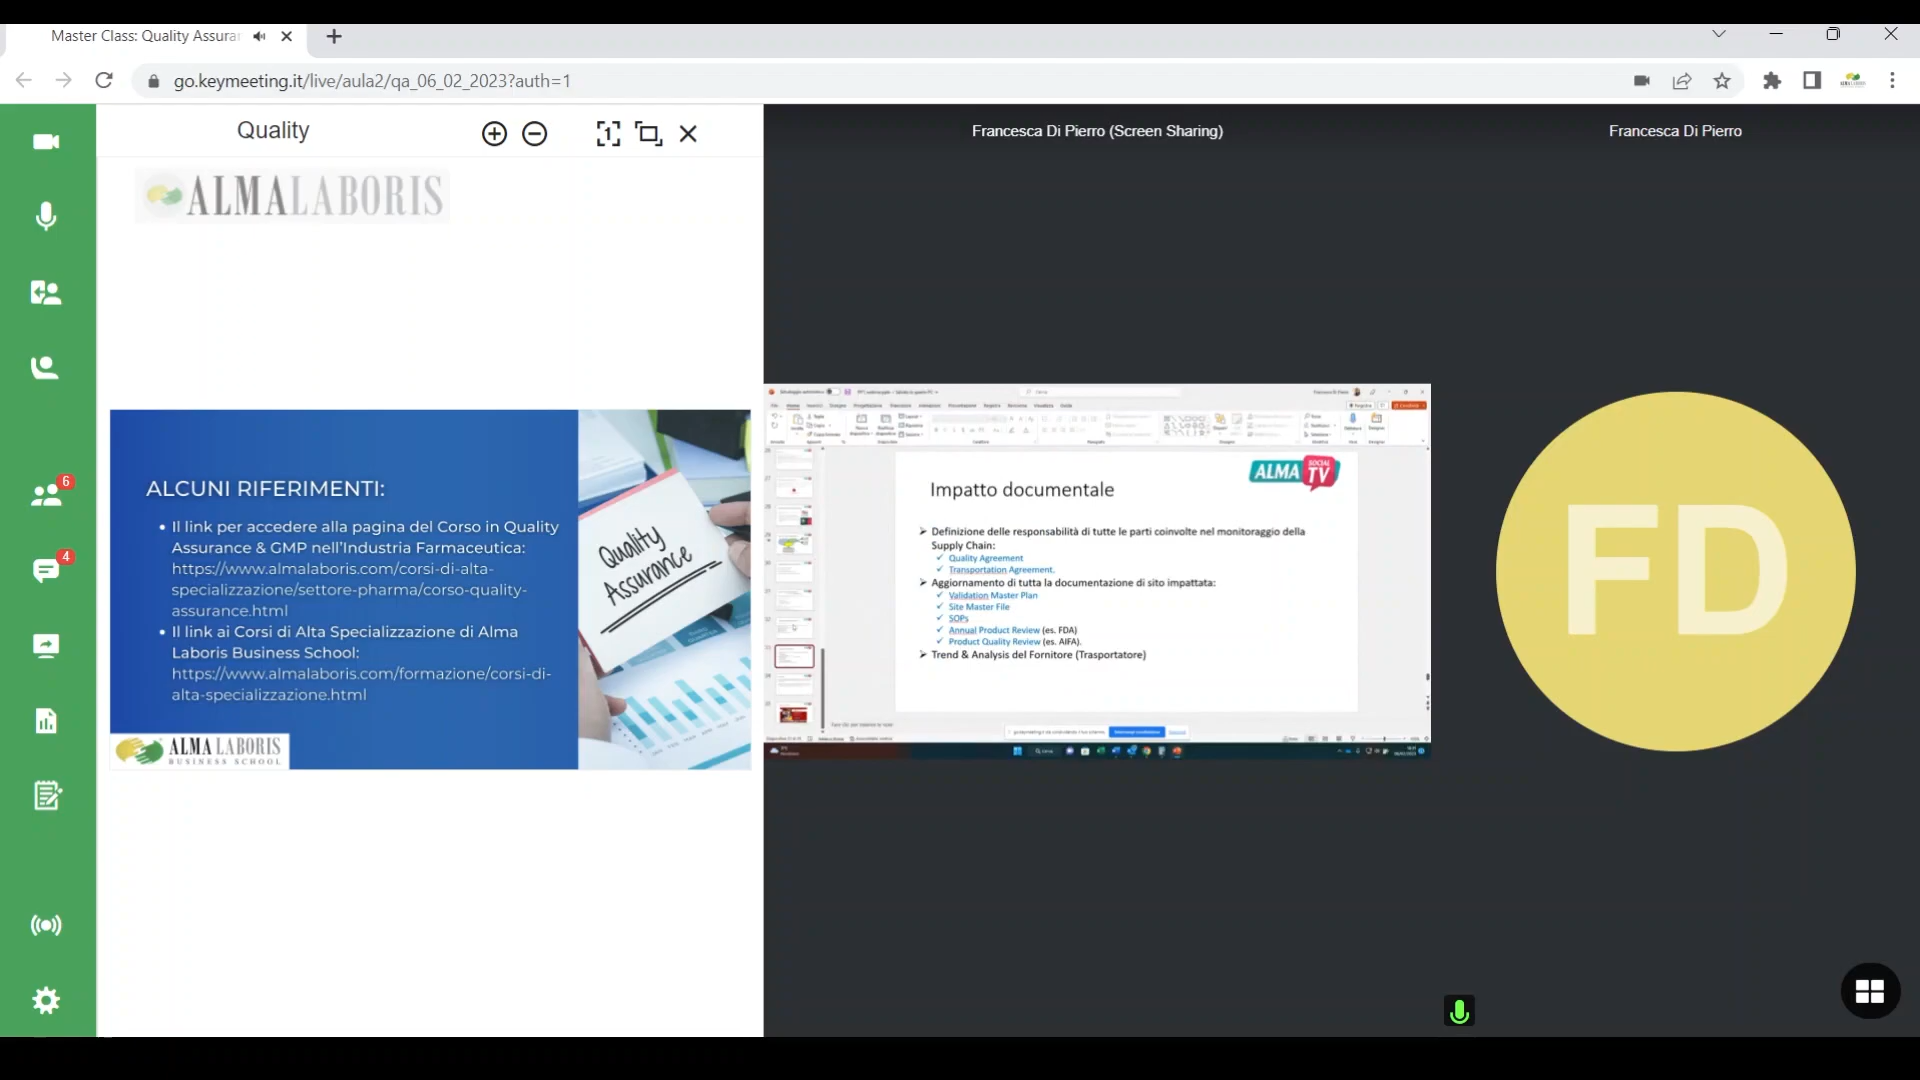 Master Class: Quality Assurar
go.keymeeting.it/live/aula2/qa_06_02_2023?auth=1
Quality
ALMALABORIS
Francesca Di Pierro (Screen Sharing)
Francesca Di Pierro
6
4
ALCUNI RIFERIMENTI:
• Il link per accedere alla pagina del Corso in Quality
Assurance & GMP nell'Industria Farmaceutica:
https://www.almalaboris.com/corsi-di-alta-
specializzazione/settore-pharma/corso-quality-
assurance.html
• Il link ai Corsi di Alta Specializzazione di Alma
Laboris Business School:
https://www.almalaboris.com/formazione/corsi-di-
alta-specializzazione.html
ALMA LABORIS
BUSINESS SCHOOL
Quality
Assurance
ALMA SOCIAL TV
Impatto documentale
➢ Definizione delle responsabilità di tutte le parti coinvolte nel monitoraggio della
Supply Chain:
✓ Quality Agreement
✓ Transportation Agreement.
➢ Aggiornamento di tutta la documentazione di sito impattata:
✓ Validation Master Plan
✓ Site Master File
✓ SOPs
✓ Annual Product Review (es. FDA)
✓ Product Quality Review (es. AIFA).
➢ Trend & Analysis del Fornitore (Trasportatore)
FD